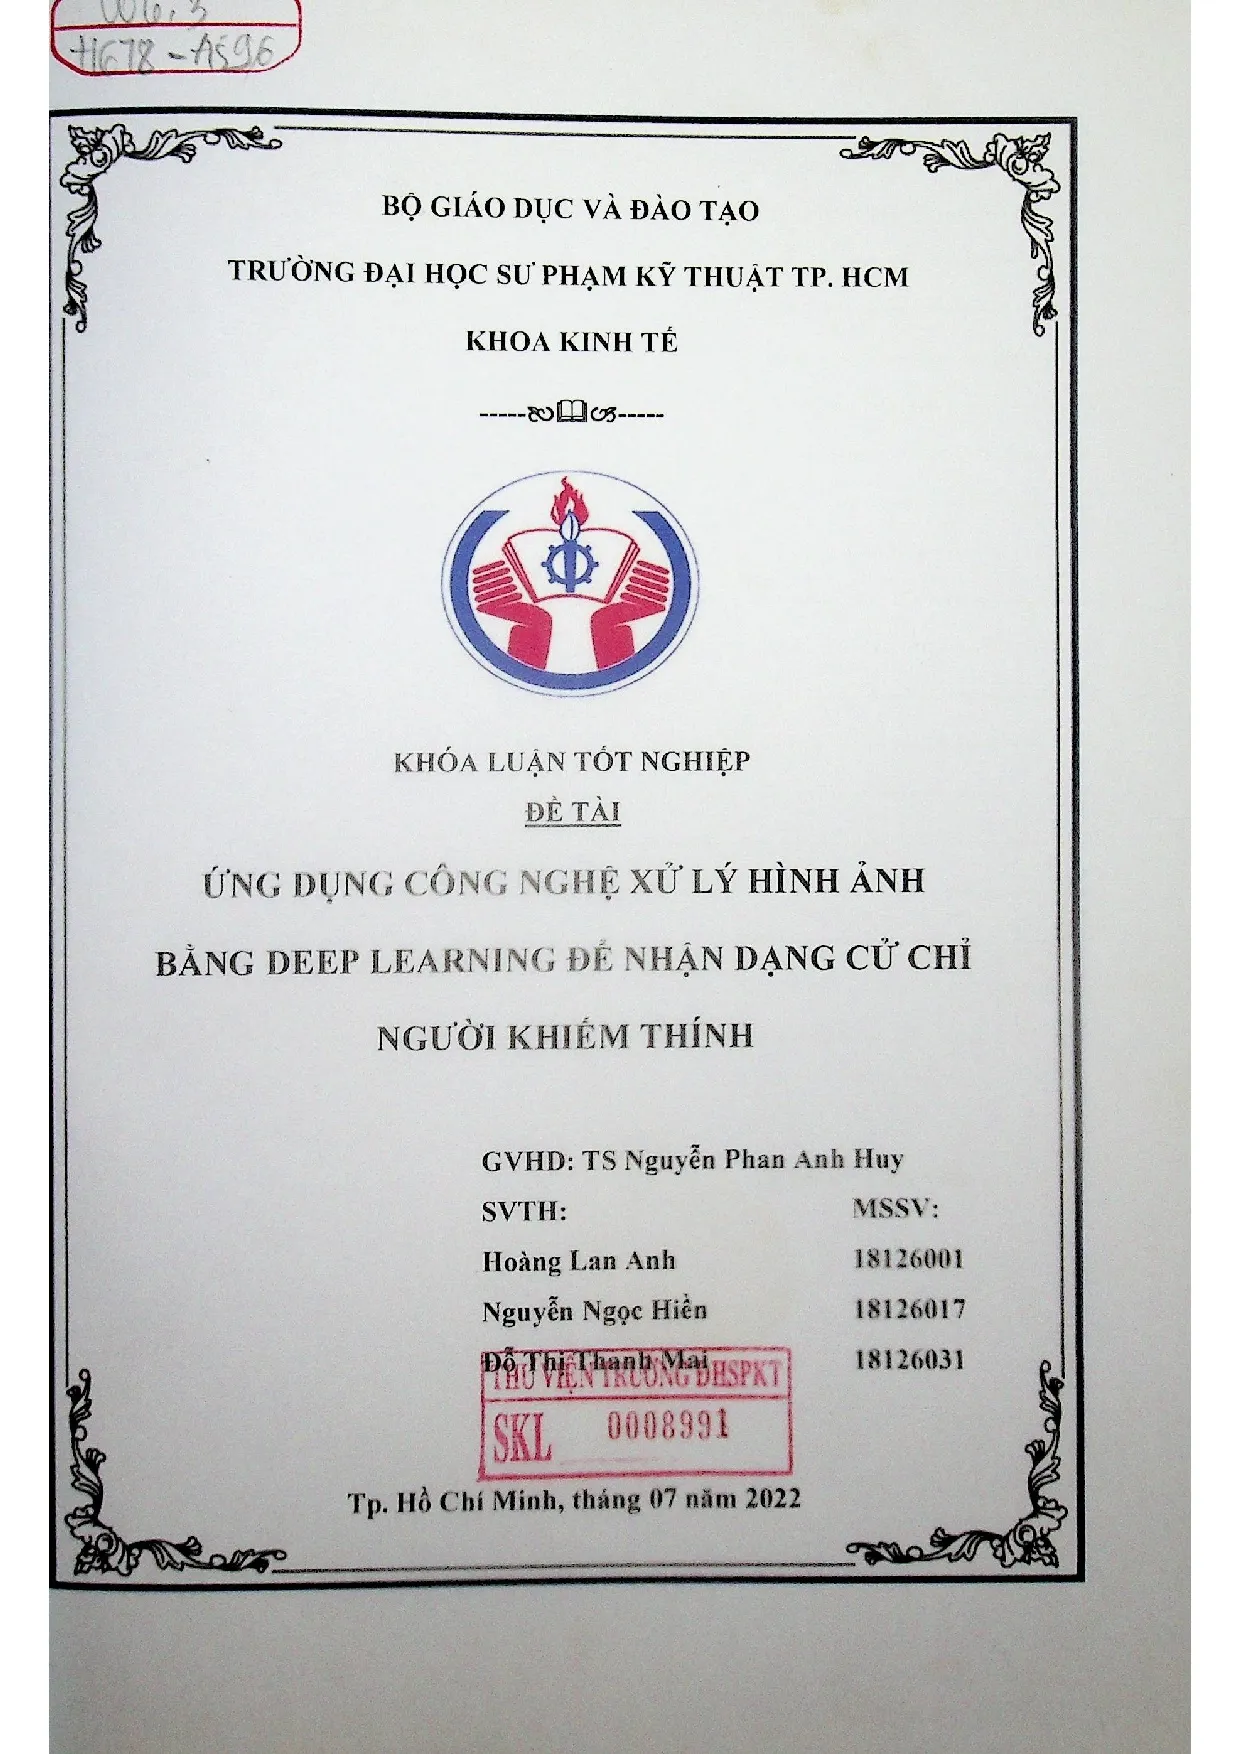 006.3
H678-A596
BỘ GIÁO DỤC VÀ ĐÀO TẠO
TRƯỜNG ĐẠI HỌC SƯ PHẠM KỸ THUẬT TP. HCM
KHOA KINH TẾ
KHÓA LUẬN TỐT NGHIỆP
ĐỀ TÀI
ỨNG DỤNG CÔNG NGHỆ XỬ LÝ HÌNH ẢNH
BẰNG DEEP LEARNING ĐỂ NHẬN DẠNG CỬ CHỈ
NGƯỜI KHIẾM THÍNH
GVHD: TS Nguyễn Phan Anh Huy
SVTH: MSSV:
Hoàng Lan Anh 18126001
Nguyễn Ngọc Hiền 18126017
Đỗ Thị Thanh Mai 18126031
THƯ VIỆN TRƯỜNG ĐHSPKT
SKL 0008991
Tp. Hồ Chí Minh, tháng 07 năm 2022